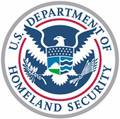 U.S. DEPARTMENT OF
HOMELAND SECURITY